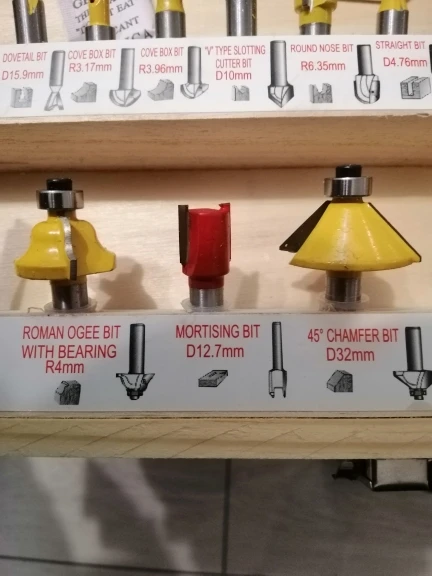 DOVETAIL BIT
D15.9mm
COVE BOX BIT
R3.17mm
COVE BOX BIT
R3.96mm
"V" TYPE SLOTTING
CUTTER BIT
D10mm
ROUND NOSE BIT
R6.35mm
STRAIGHT BIT
D4.76mm
ROMAN OGEE BIT
WITH BEARING
R4mm
MORTISING BIT
D12.7mm
45° CHAMFER BIT
D32mm